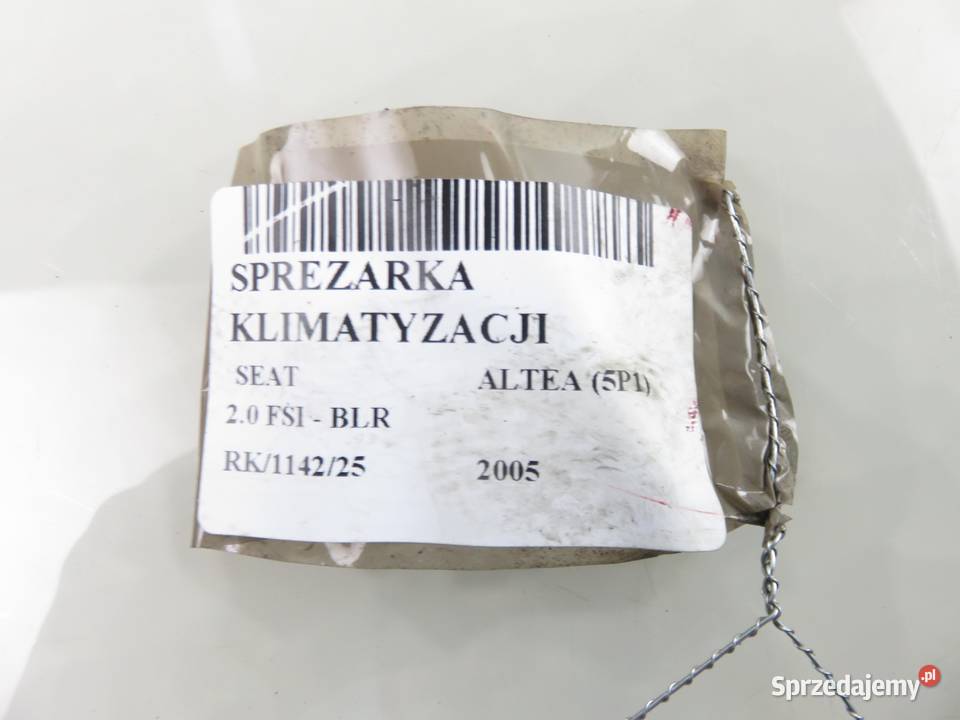 SPREZARKA
KLIMATYZACJI
SEAT ALTEA (5P1)
2.0 FSI - BLR
RK/1142/25 2005
Sprzedajemy.pl